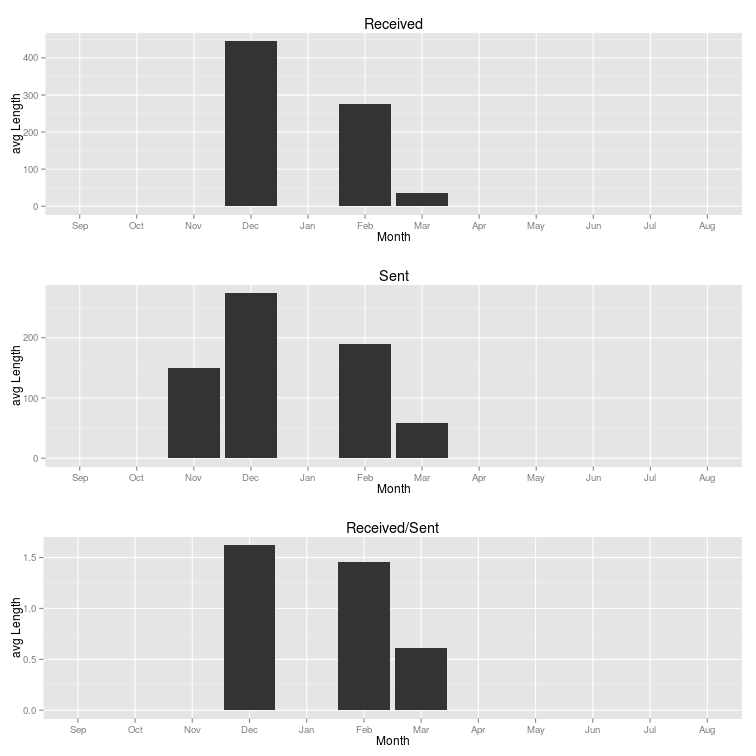 Received
avg Length
400
300
200
100
0
Sep Oct Nov Dec Jan Feb Mar Apr May Jun Jul Aug
Month
Sent
avg Length
200
100
0
Sep Oct Nov Dec Jan Feb Mar Apr May Jun Jul Aug
Month
Received/Sent
avg Length
1.5
1.0
0.5
0.0
Sep Oct Nov Dec Jan Feb Mar Apr May Jun Jul Aug
Month